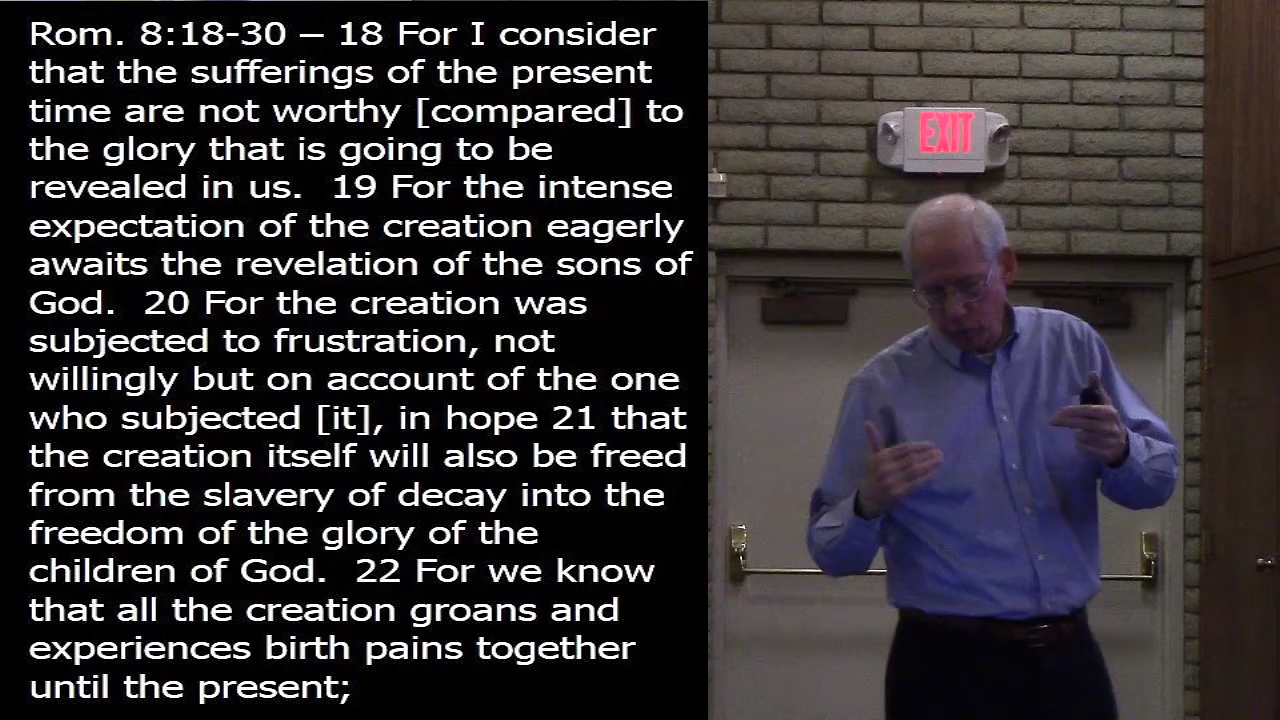 Rom. 8:18-30 – 18 For I consider
that the sufferings of the present
time are not worthy [compared] to
the glory that is going to be
revealed in us.  19 For the intense
expectation of the creation eagerly
awaits the revelation of the sons of
God.  20 For the creation was
subjected to frustration, not
willingly but on account of the one
who subjected [it], in hope 21 that
the creation itself will also be freed
from the slavery of decay into the
freedom of the glory of the
children of God.  22 For we know
that all the creation groans and
experiences birth pains together
until the present;
EXIT